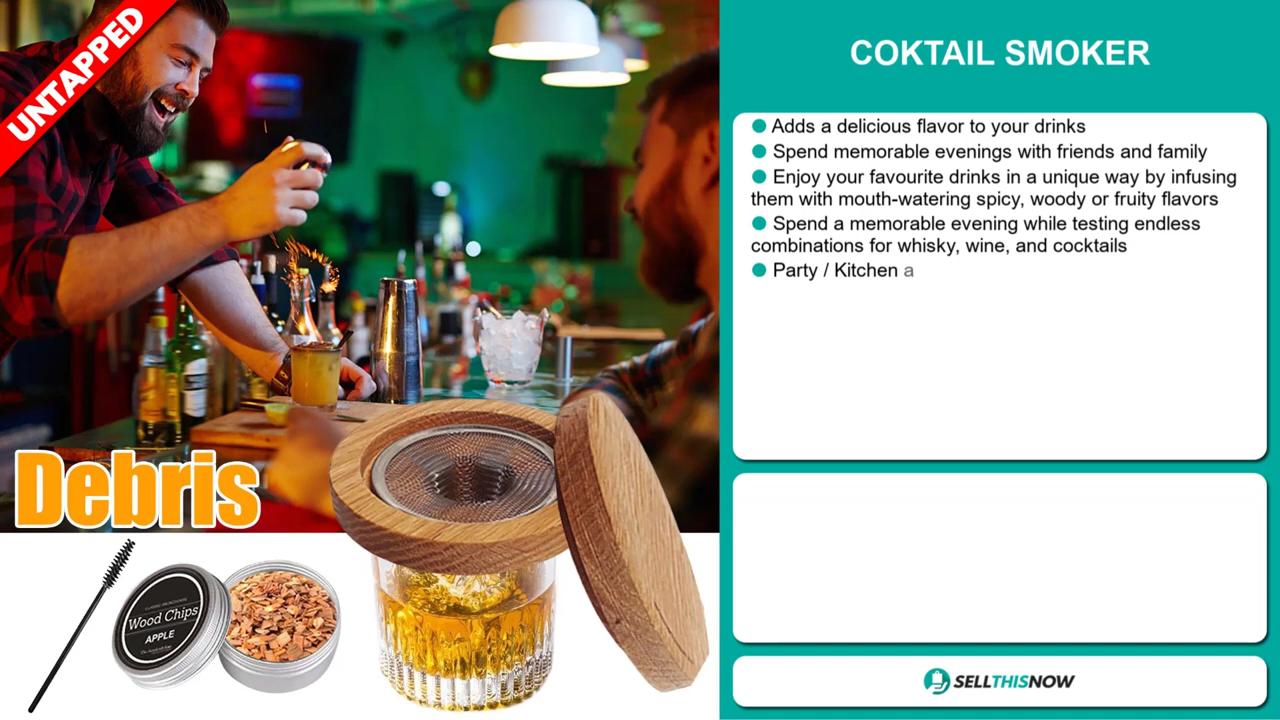 UNTAPPED
Debris
CLASSIC INGREDIENTS
Wood Chips
APPLE
COKTAIL SMOKER
Adds a delicious flavor to your drinks
Spend memorable evenings with friends and family
Enjoy your favourite drinks in a unique way by infusing
them with mouth-watering spicy, woody or fruity flavors
Spend a memorable evening while testing endless
combinations for whisky, wine, and cocktails
Party / Kitchen a
SELLTHISNOW